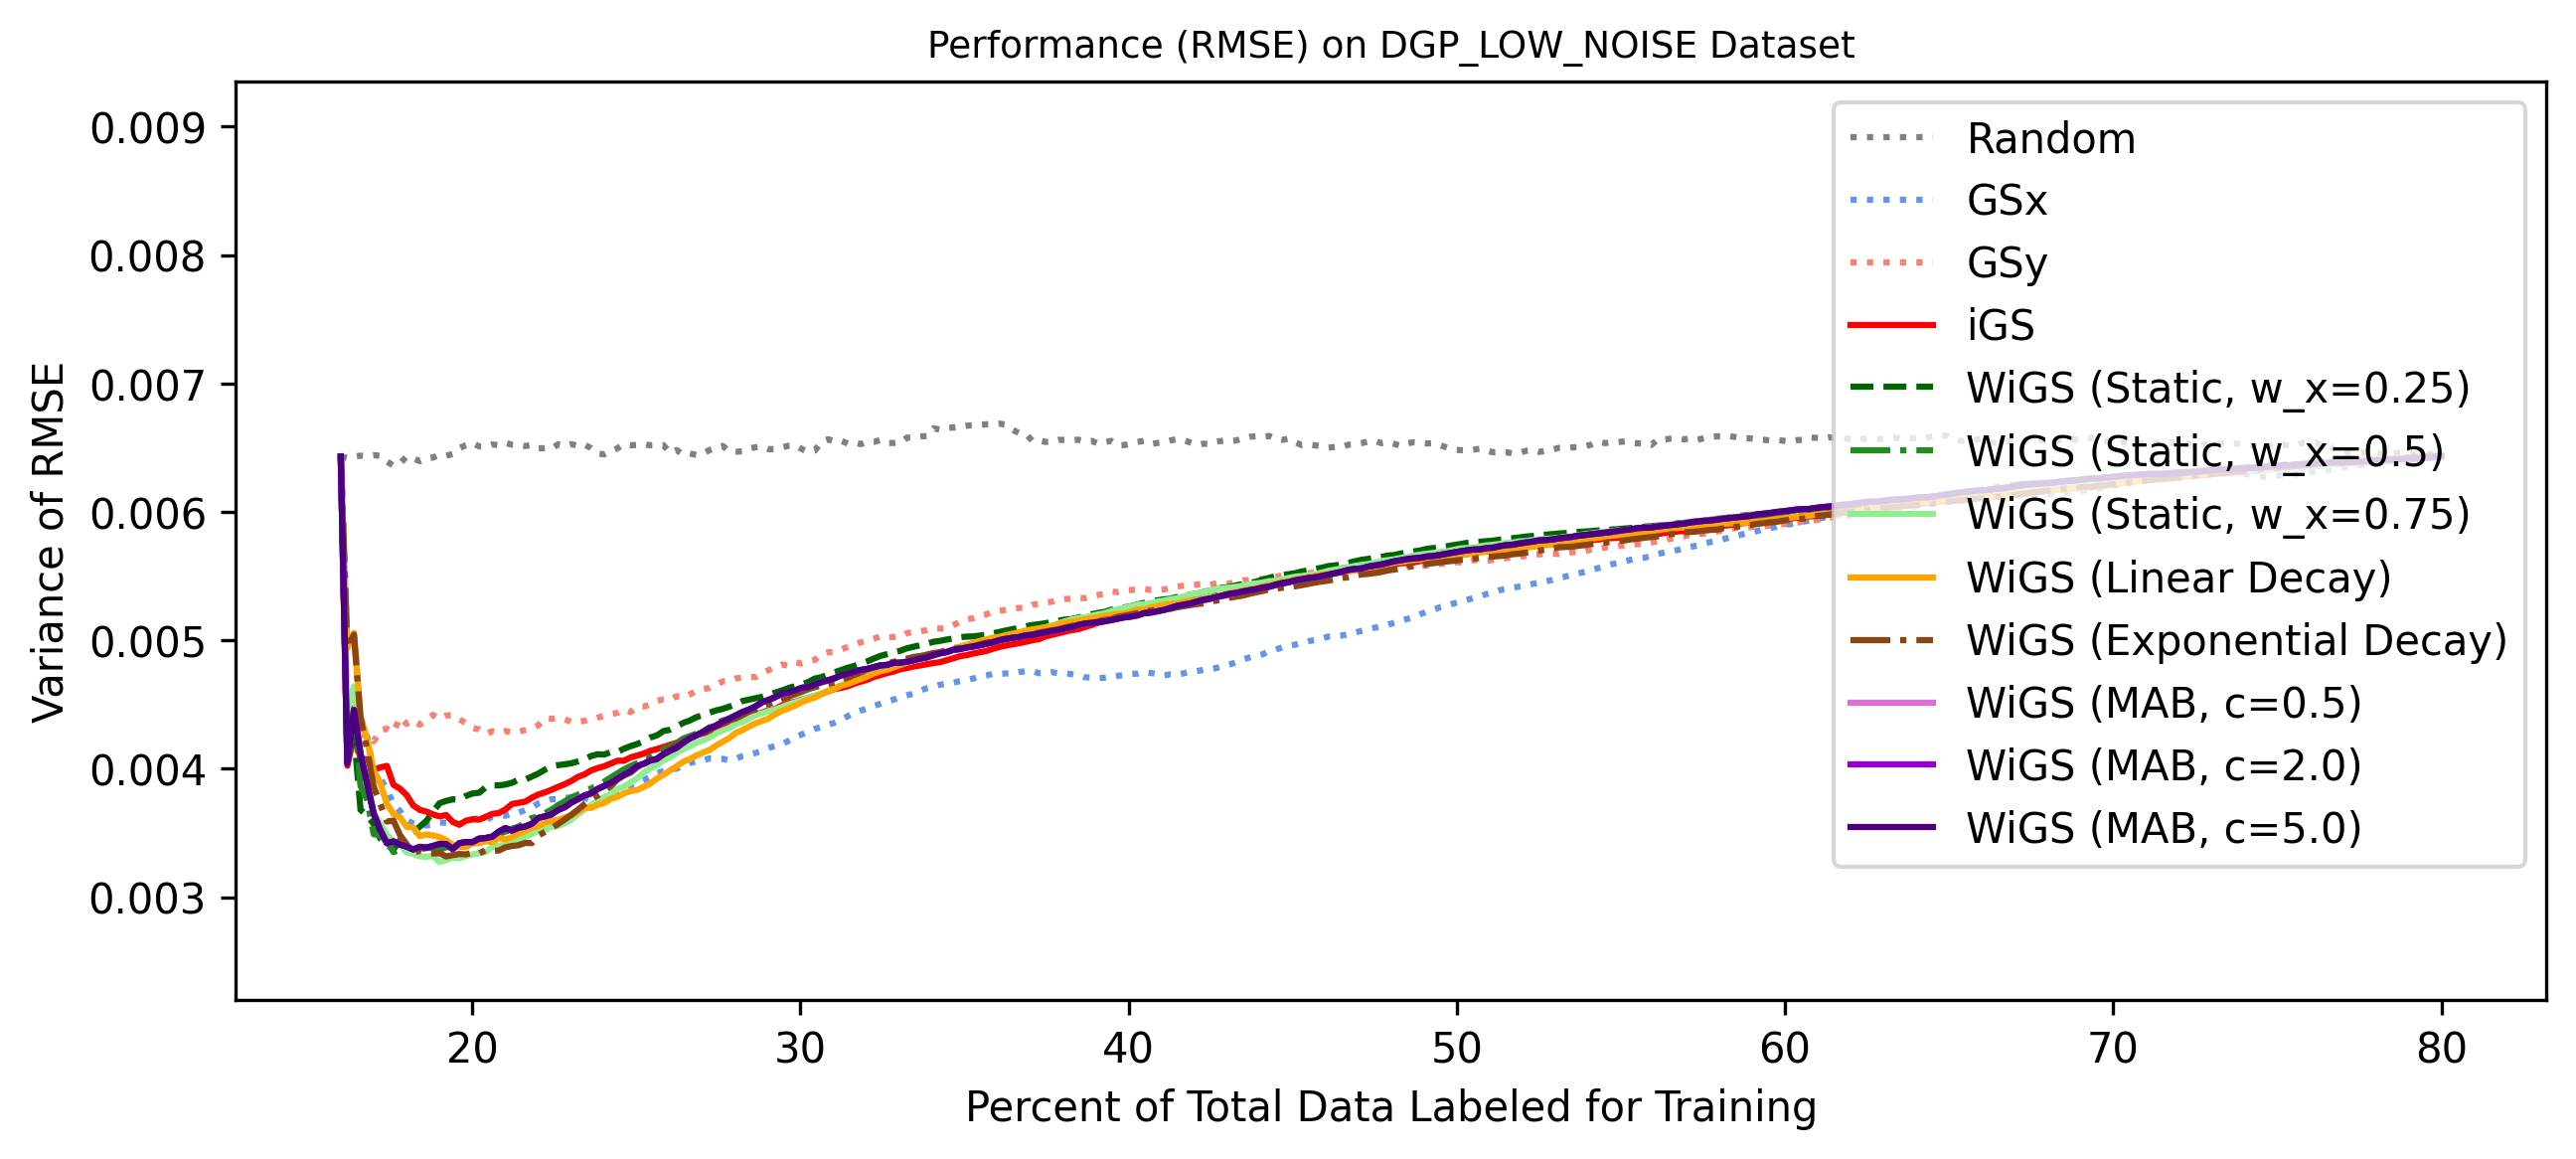 Performance (RMSE) on DGP_LOW_NOISE Dataset
Variance of RMSE
0.009
0.008
0.007
0.006
0.005
0.004
0.003
Random
GSx
GSy
iGS
WiGS (Static, w_x=0.25)
WiGS (Static, w_x=0.5)
WiGS (Static, w_x=0.75)
WiGS (Linear Decay)
WiGS (Exponential Decay)
WiGS (MAB, c=0.5)
WiGS (MAB, c=2.0)
WiGS (MAB, c=5.0)
20 30 40 50 60 70 80
Percent of Total Data Labeled for Training